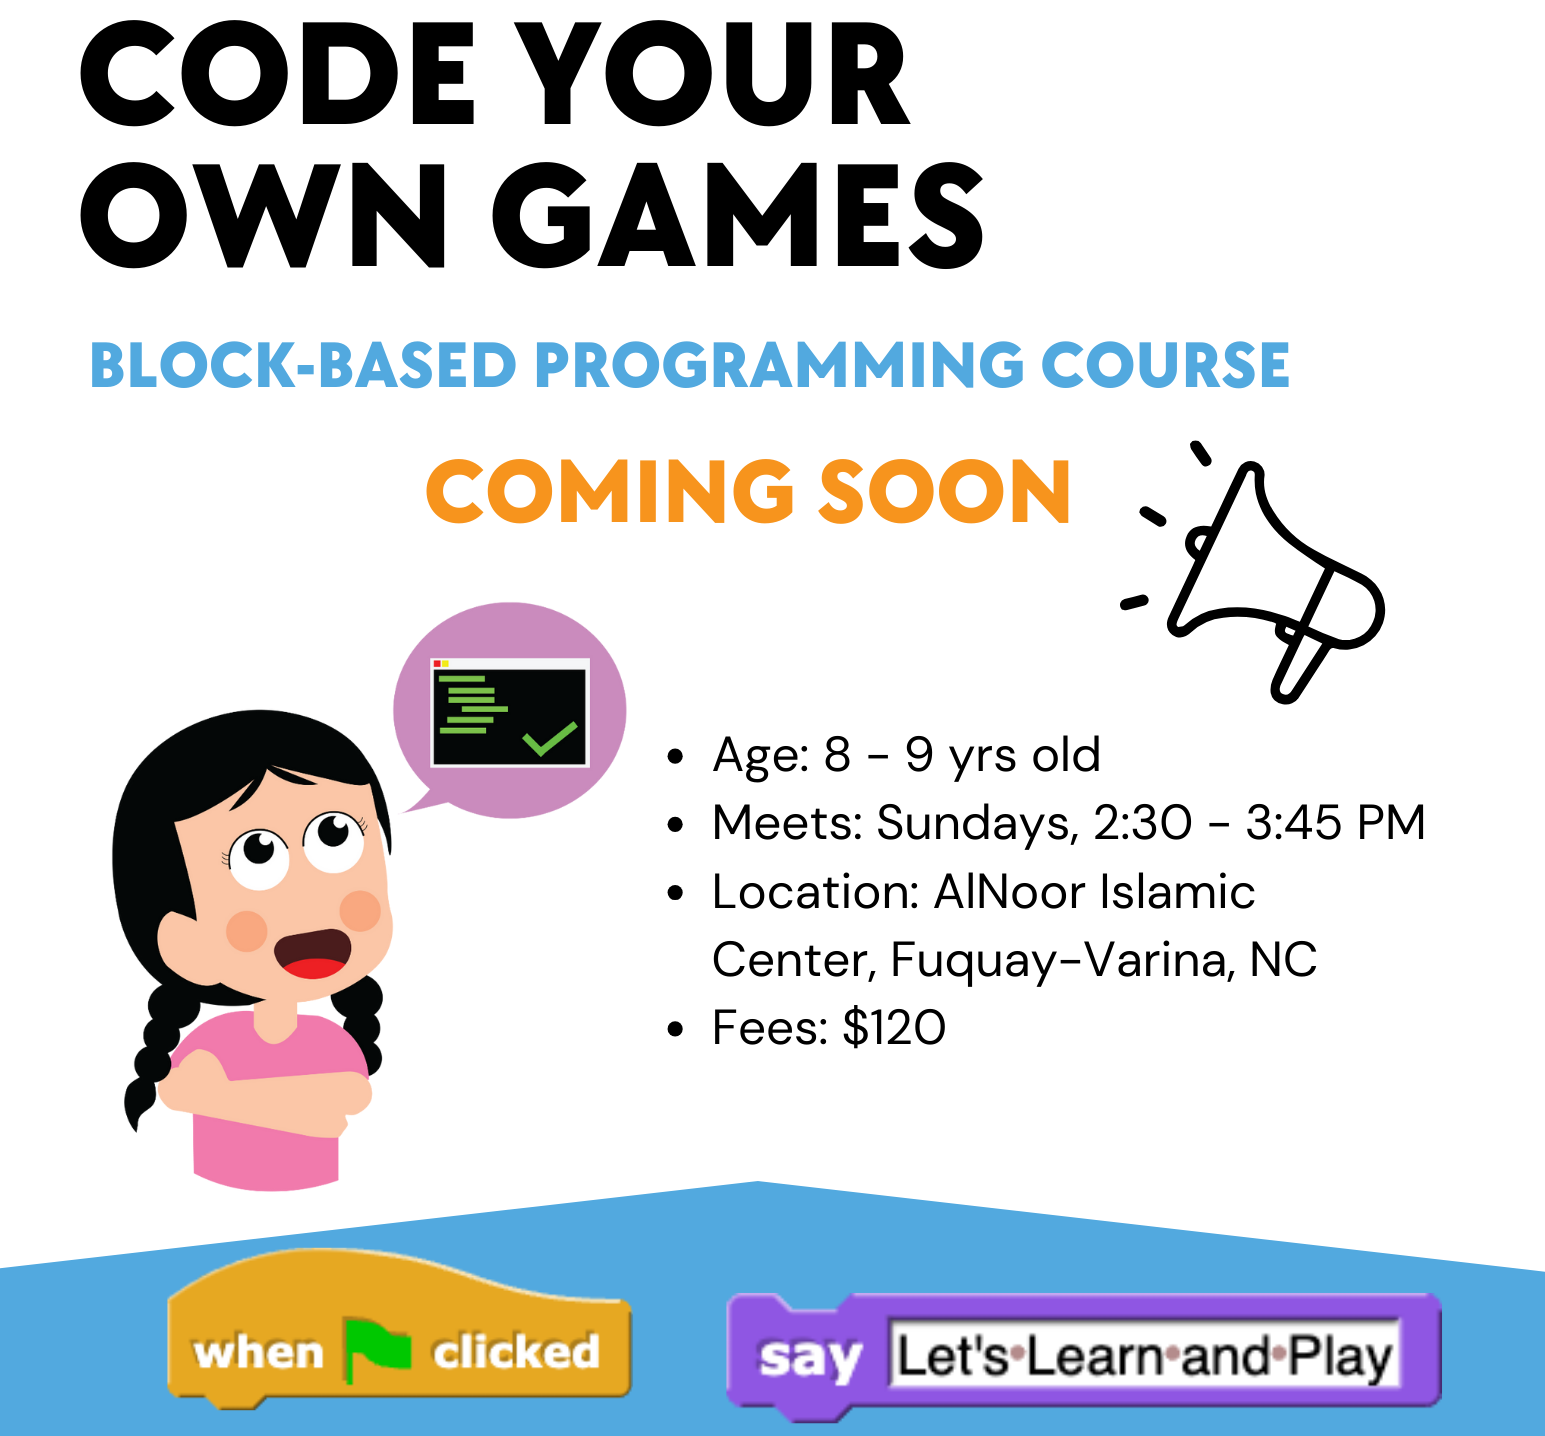 CODE YOUR
OWN GAMES
BLOCK-BASED PROGRAMMING COURSE
COMING SOON
• Age: 8 - 9 yrs old
• Meets: Sundays, 2:30 - 3:45 PM
• Location: AlNoor Islamic
Center, Fuquay-Varina, NC
• Fees: $120
when clicked
say Let's Learn and Play